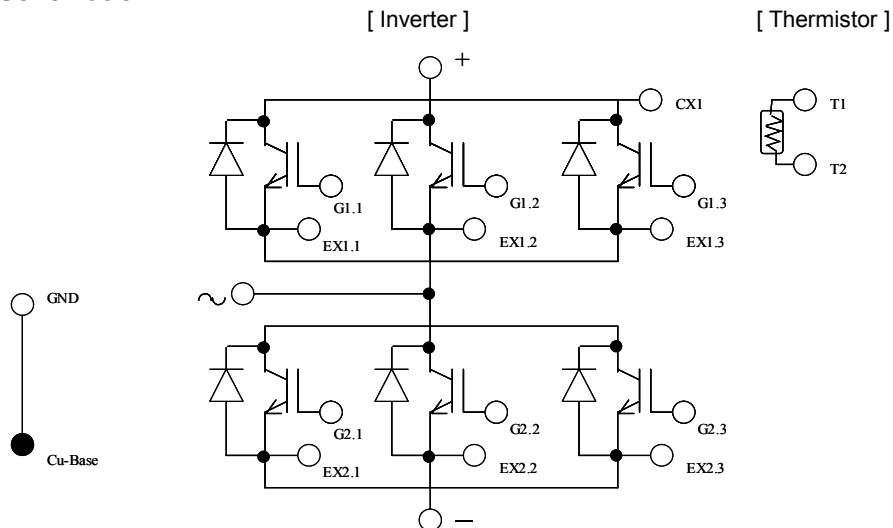 [ Inverter ]
[ Thermistor ]
+
CX1
T1
T2
G1.1
G1.2
G1.3
EX1.1
EX1.2
EX1.3
GND
~
G2.1
G2.2
G2.3
EX2.1
EX2.2
EX2.3
Cu-Base
—